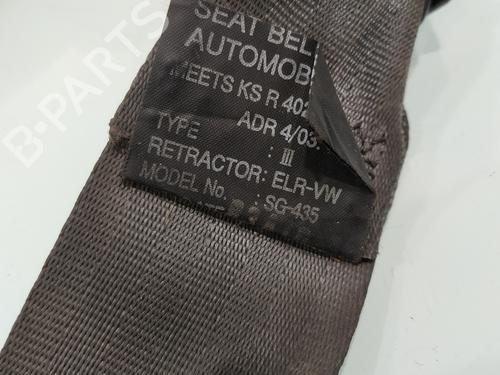 SEAT BEL
AUTOMOB
MEETS KS R 402
ADR 4/03.
TYPE : III
RETRACTOR: ELR-VW
MODEL No. : SG-435
B-PARTS